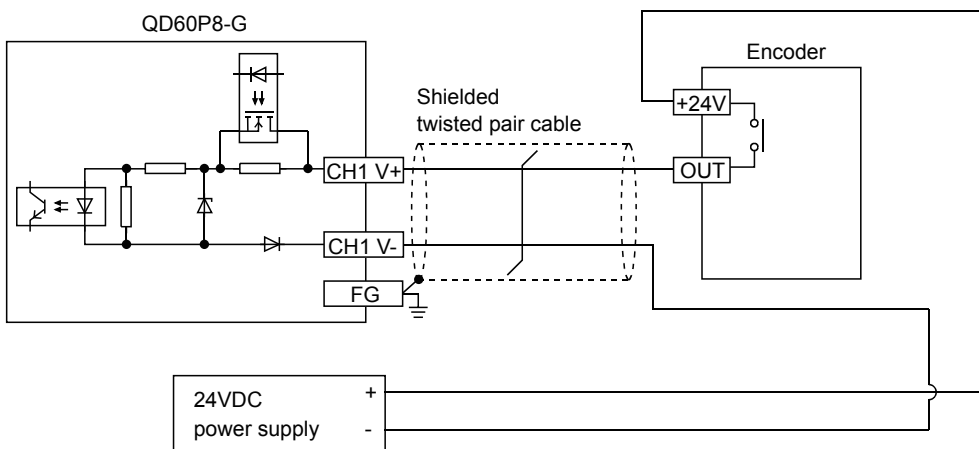 QD60P8-G
Encoder
Shielded
twisted pair cable
+24V
CH1 V+
OUT
CH1 V-
FG
24VDC
power supply
+
-